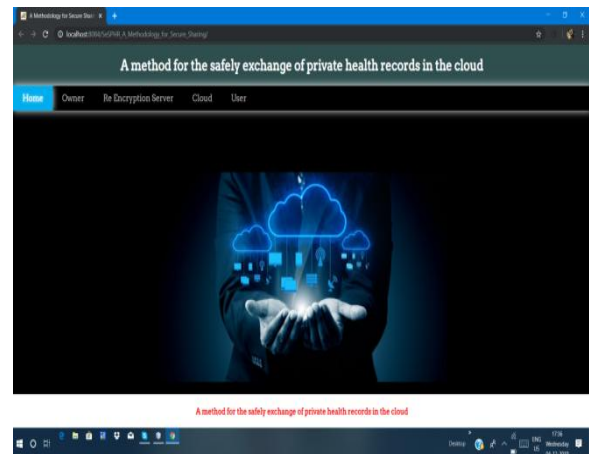 A Methodology for Secure Shar
localhost:8084/SeSPHR_A_Methodology_for_Secure_Sharing/
A method for the safely exchange of private health records in the cloud
Home Owner Re Encryption Server Cloud User
A method for the safely exchange of private health records in the cloud
Desktop ENG 17:36
US Wednesday